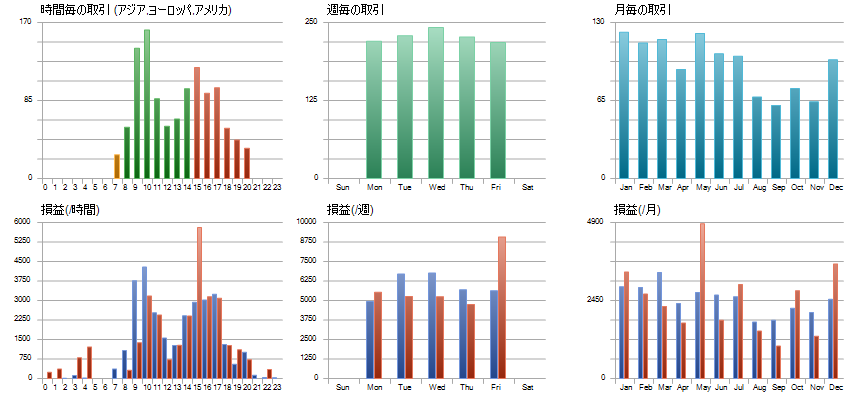 時間毎の取引 (アジア,ヨーロッパ,アメリカ)
170
85
0
0 1 2 3 4 5 6 7 8 9 10 11 12 13 14 15 16 17 18 19 20 21 22 23
週毎の取引
250
125
0
Sun Mon Tue Wed Thu Fri Sat
月毎の取引
130
65
0
Jan Feb Mar Apr May Jun Jul Aug Sep Oct Nov Dec
損益(/時間)
6000
5250
4500
3750
3000
2250
1500
750
0
0 1 2 3 4 5 6 7 8 9 10 11 12 13 14 15 16 17 18 19 20 21 22 23
損益(/週)
10000
8750
7500
6250
5000
3750
2500
1250
0
Sun Mon Tue Wed Thu Fri Sat
損益(/月)
4900
2450
0
Jan Feb Mar Apr May Jun Jul Aug Sep Oct Nov Dec